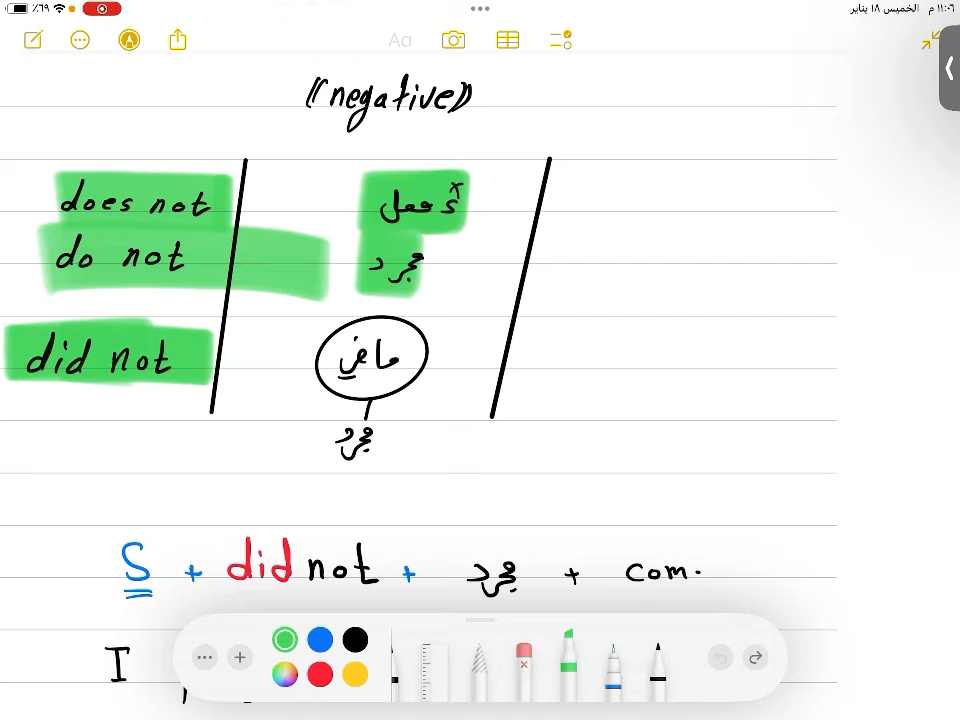 ٪٦٩ ١١:٠٦ م الخميس ١٨ يناير
Aa
((negative))
does not فعل s x
do not مجرد
did not ماضي
مجرد
S + did not + مجرد + com.
I